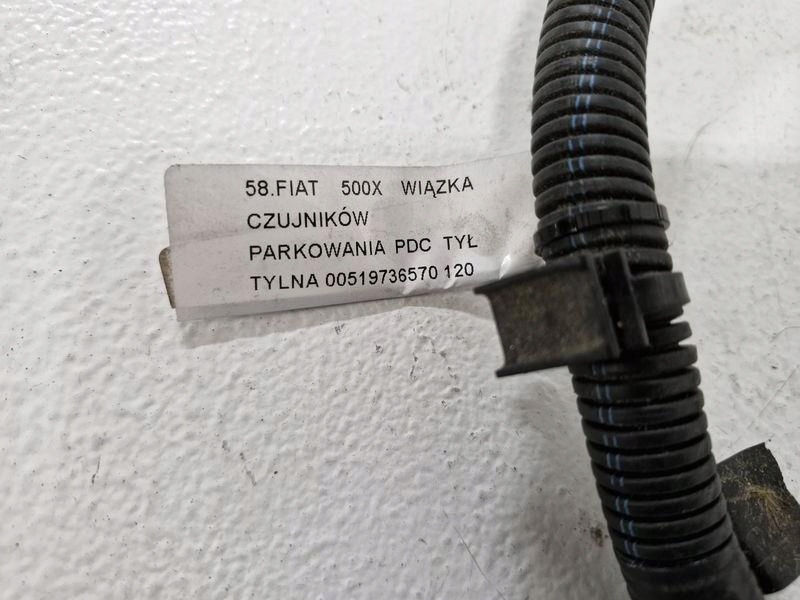 58.FIAT 500X WIĄZKA
CZUJNIKÓW
PARKOWANIA PDC TYŁ
TYLNA 00519736570 120